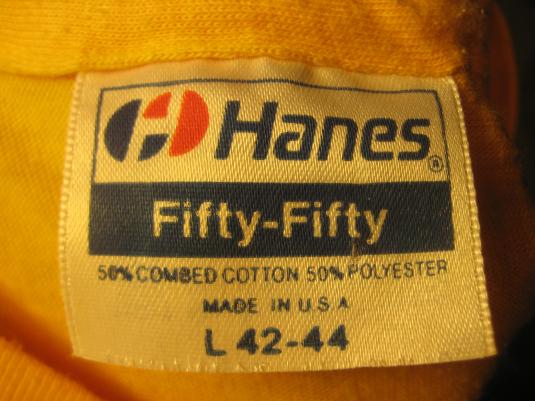 Hanes®
Fifty-Fifty
50% COMBED COTTON 50% POLYESTER
MADE IN U S A
L 42-44